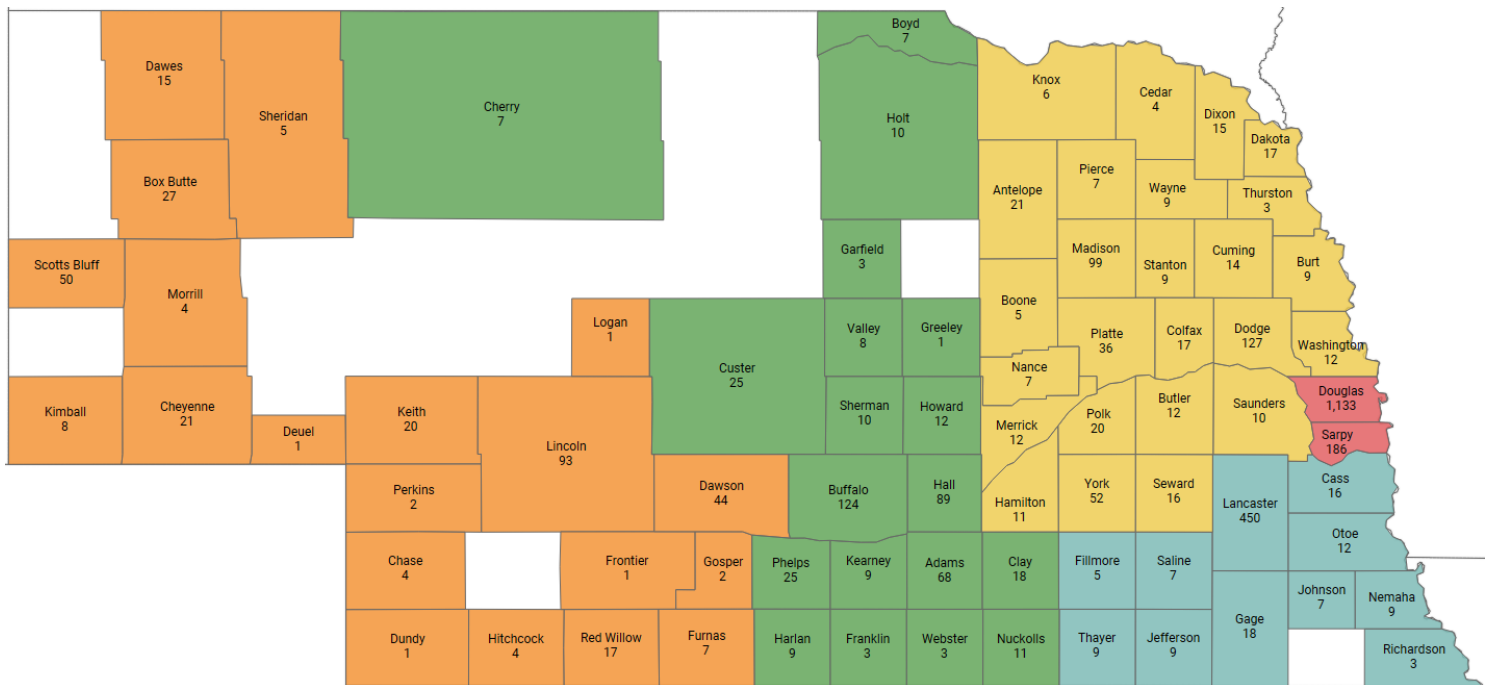 Boyd
7
Dawes
15
Sheridan
5
Cherry
7
Knox
6
Cedar
4
Dixon
15
Holt
10
Dakota
17
Box Butte
27
Antelope
21
Pierce
7
Wayne
9
Thurston
3
Scotts Bluff
50
Morrill
4
Garfield
3
Madison
99
Stanton
9
Cuming
14
Burt
9
Boone
5
Logan
1
Valley
8
Greeley
1
Platte
36
Colfax
17
Dodge
127
Washington
12
Custer
25
Nance
7
Kimball
8
Cheyenne
21
Deuel
1
Keith
20
Lincoln
93
Sherman
10
Howard
12
Merrick
12
Polk
20
Butler
12
Saunders
10
Douglas
1,133
Sarpy
186
Perkins
2
Dawson
44
Buffalo
124
Hall
89
Hamilton
11
York
52
Seward
16
Lancaster
450
Cass
16
Otoe
12
Chase
4
Frontier
1
Gosper
2
Phelps
25
Kearney
9
Adams
68
Clay
18
Fillmore
5
Saline
7
Johnson
7
Nemaha
9
Dundy
1
Hitchcock
4
Red Willow
17
Furnas
7
Harlan
9
Franklin
3
Webster
3
Nuckolls
11
Thayer
9
Jefferson
9
Gage
18
Richardson
3